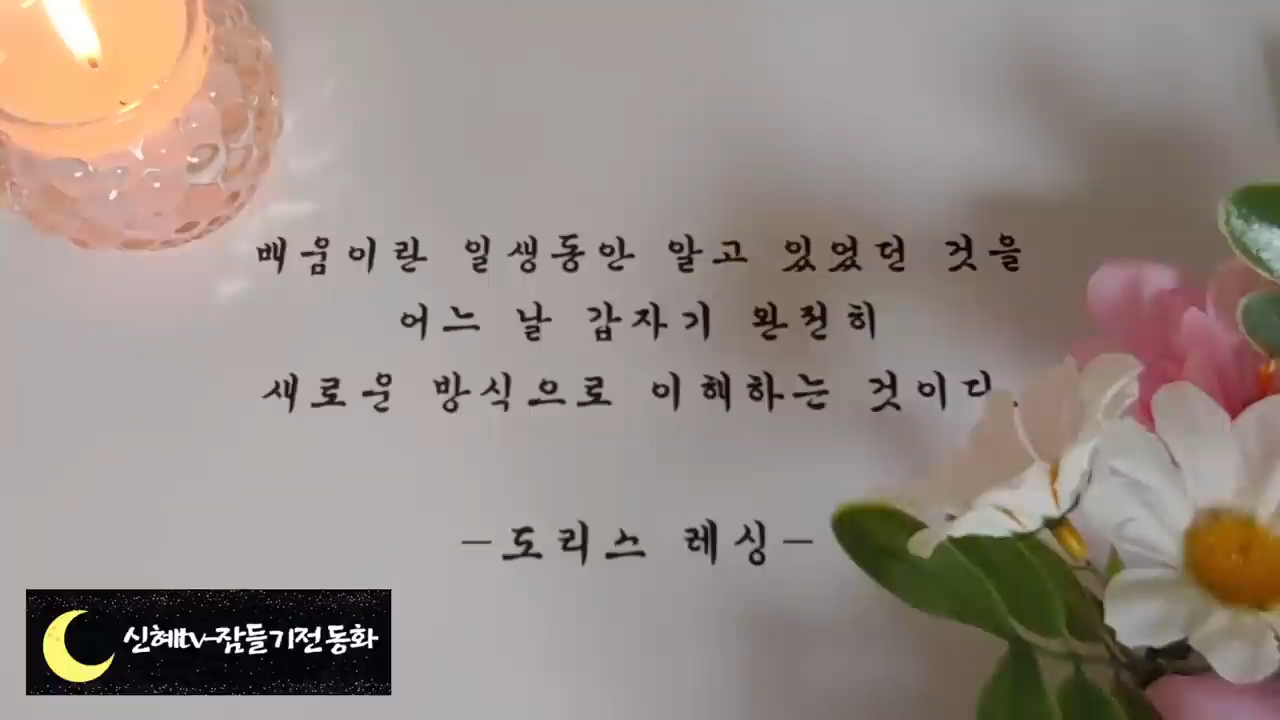 배움이란 일생동안 알고 있었던 것을
어느 날 갑자기 완전히
새로운 방식으로 이해하는 것이다.
-도리스 레싱-
신혜tv-잠들기전 동화